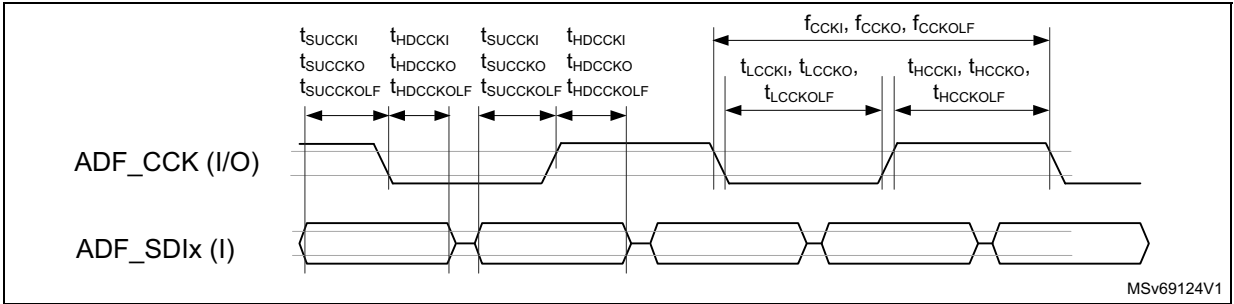 tSUCCKI
tSUCCKO
tSUCCKOLF
tHDCCKI
tHDCCKO
tHDCCKOLF
tSUCCKI
tSUCCKO
tSUCCKOLF
tHDCCKI
tHDCCKO
tHDCCKOLF
fCCKI, fCCKO, fCCKOLF
tLCCKI, tLCCKO,
tLCCKOLF
tHCCKI, tHCCKO,
tHCCKOLF
ADF_CCK (I/O)
ADF_SDIx (I)
MSv69124V1